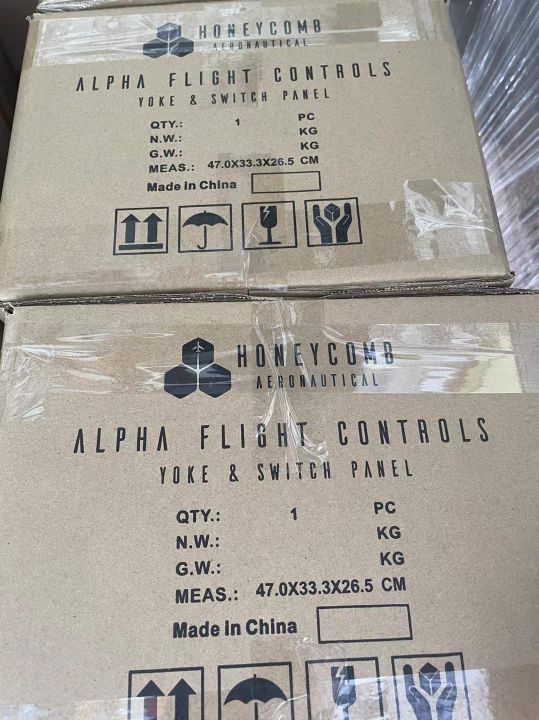 HONEYCOMB
AERONAUTICAL
ALPHA FLIGHT CONTROLS
YOKE & SWITCH PANEL
QTY.: 1 PC
N.W.: KG
G.W.: KG
MEAS.: 47.0X33.3X26.5 CM
Made in China
HONEYCOMB
AERONAUTICAL
ALPHA FLIGHT CONTROLS
YOKE & SWITCH PANEL
QTY.: 1 PC
N.W.: KG
G.W.: KG
MEAS.: 47.0X33.3X26.5 CM
Made in China